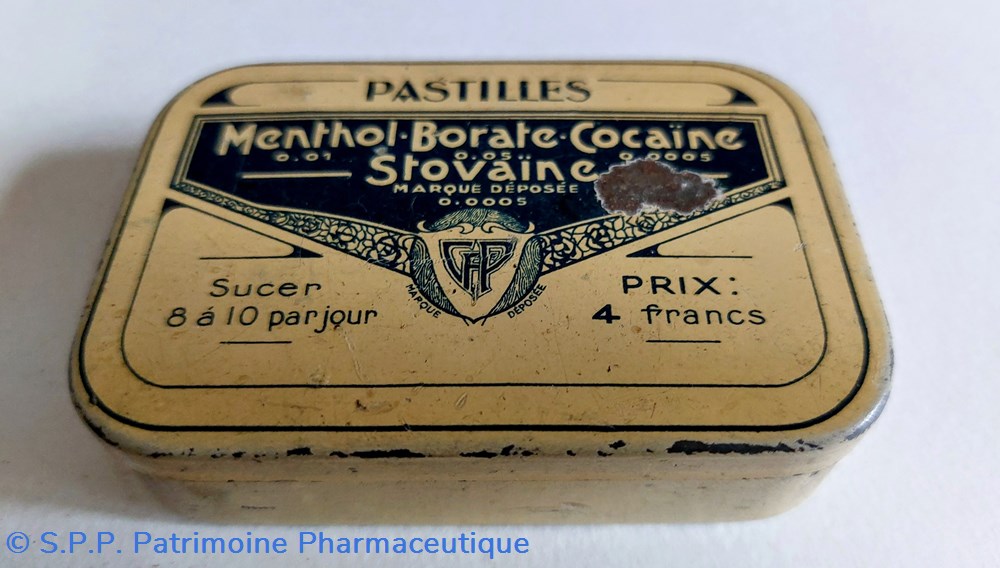 PASTILLES
Menthol·Borate·Cocaïne
0.01 0.05 0.0005
Stovaïne
MARQUE DÉPOSÉE
0.0005
CFP
MARQUE DÉPOSÉE
Sucer
8 á 10 par jour
PRIX:
4 francs
© S.P.P. Patrimoine Pharmaceutique